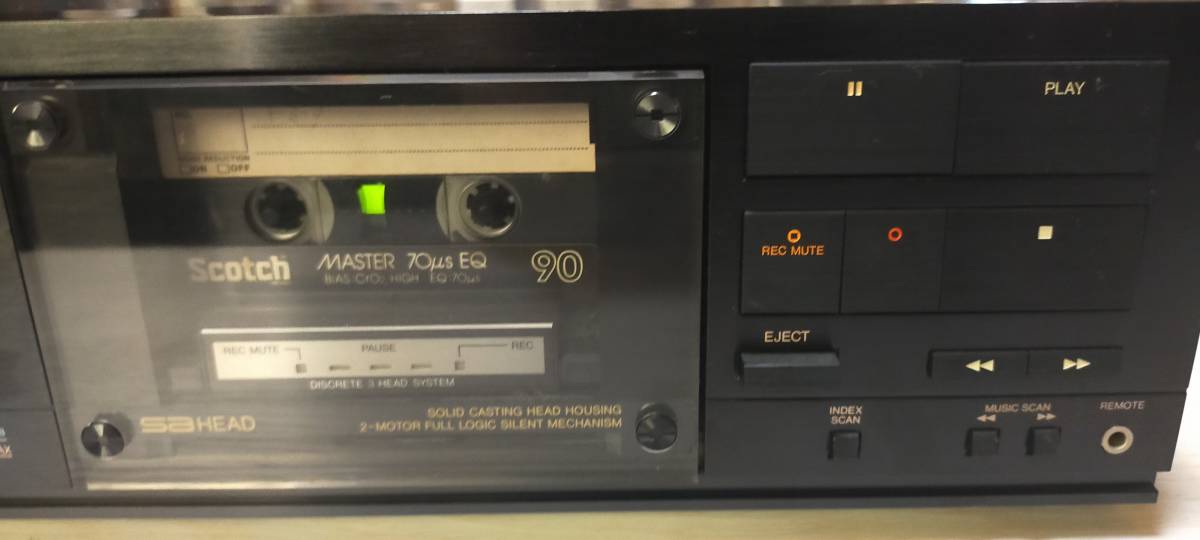 PLAY
NOISE REDUCTION
ON OFF
Scotch MASTER 70μs EQ 90
BIAS CrO2 HIGH EQ 70μs
REC MUTE
EJECT
REC MUTE PAUSE REC
DISCRETE 3 HEAD SYSTEM
SA HEAD
SOLID CASTING HEAD HOUSING
2-MOTOR FULL LOGIC SILENT MECHANISM
INDEX
SCAN
MUSIC SCAN
REMOTE